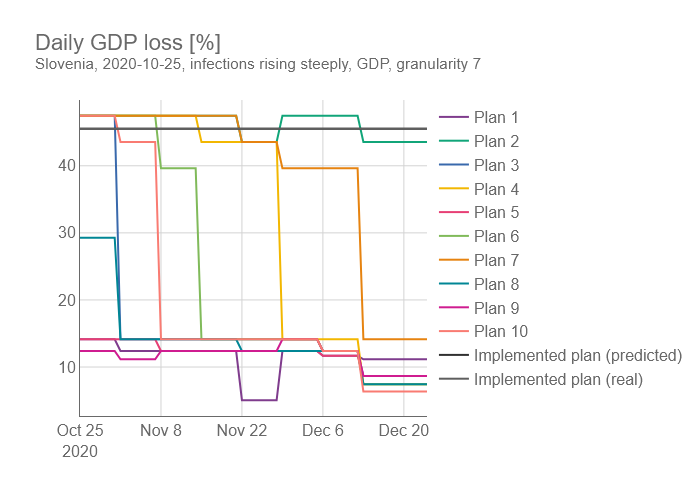 Daily GDP loss [%]
Slovenia, 2020-10-25, infections rising steeply, GDP, granularity 7
40
30
20
10
Oct 25
2020
Nov 8
Nov 22
Dec 6
Dec 20
Plan 1
Plan 2
Plan 3
Plan 4
Plan 5
Plan 6
Plan 7
Plan 8
Plan 9
Plan 10
Implemented plan (predicted)
Implemented plan (real)